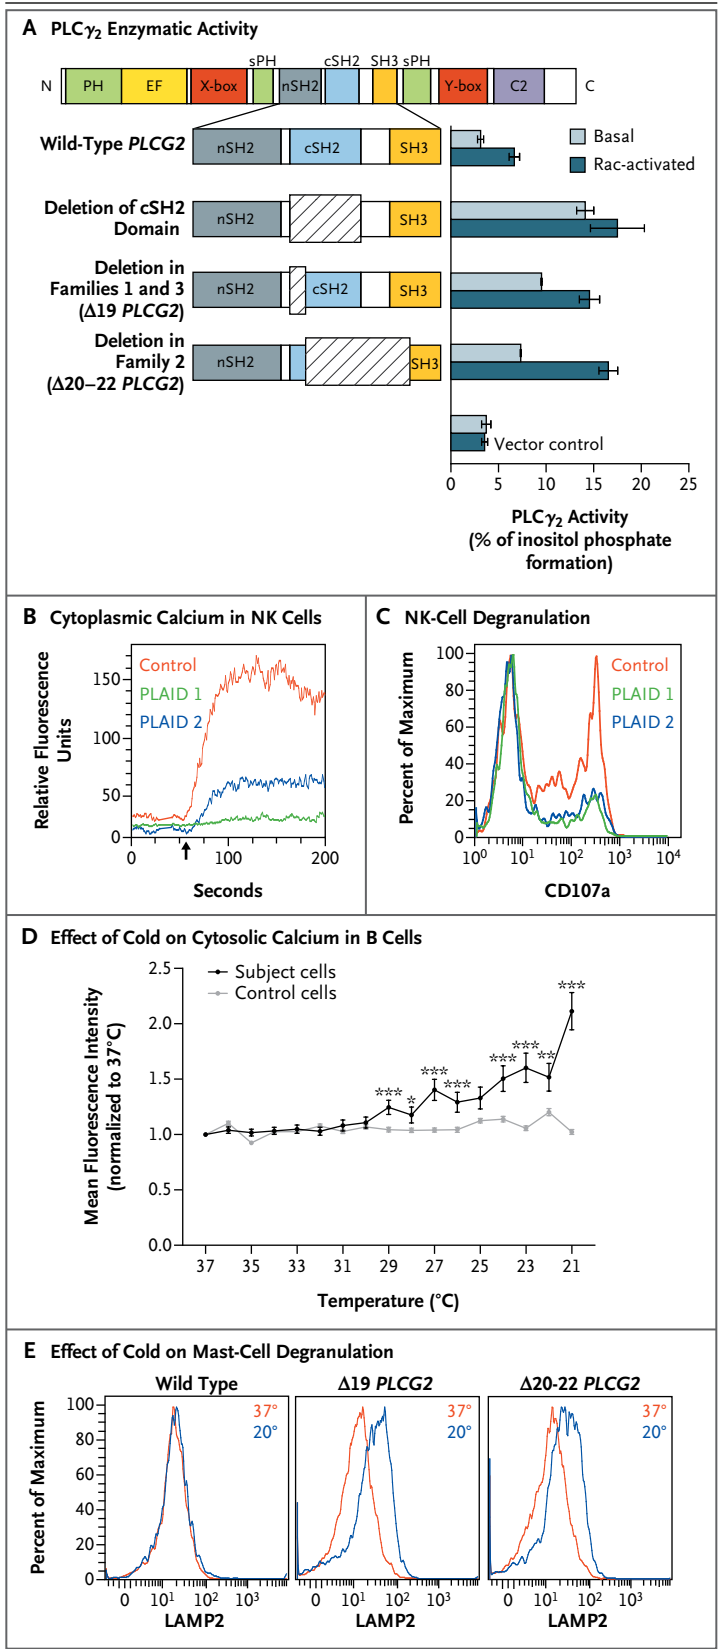 A PLCγ₂ Enzymatic Activity
sPH cSH2 SH3 sPH
N PH EF X-box nSH2 Y-box C2 C
Wild-Type PLCG2
nSH2 cSH2 SH3
Basal
Rac-activated
Deletion of cSH2
Domain
nSH2 SH3
Deletion in
Families 1 and 3
(Δ19 PLCG2)
nSH2 cSH2 SH3
Deletion in
Family 2
(Δ20–22 PLCG2)
nSH2 SH3
Vector control
0 5 10 15 20 25
PLCγ₂ Activity
(% of inositol phosphate
formation)
B Cytoplasmic Calcium in NK Cells
Relative Fluorescence
Units
150
100
50
0
Control
PLAID 1
PLAID 2
0 100 200
Seconds
C NK-Cell Degranulation
Percent of Maximum
100
80
60
40
20
0
Control
PLAID 1
PLAID 2
10⁰ 10¹ 10² 10³ 10⁴
CD107a
D Effect of Cold on Cytosolic Calcium in B Cells
Mean Fluorescence Intensity
(normalized to 37°C)
2.5
2.0
1.5
1.0
0.5
0.0
Subject cells
Control cells
*** * *** *** *** *** ** ***
37 35 33 31 29 27 25 23 21
Temperature (°C)
E Effect of Cold on Mast-Cell Degranulation
Percent of Maximum
100
80
60
40
20
0
Wild Type
37°
20°
0 10¹ 10² 10³
LAMP2
Δ19 PLCG2
37°
20°
0 10¹ 10² 10³
LAMP2
Δ20-22 PLCG2
37°
20°
0 10¹ 10² 10³
LAMP2